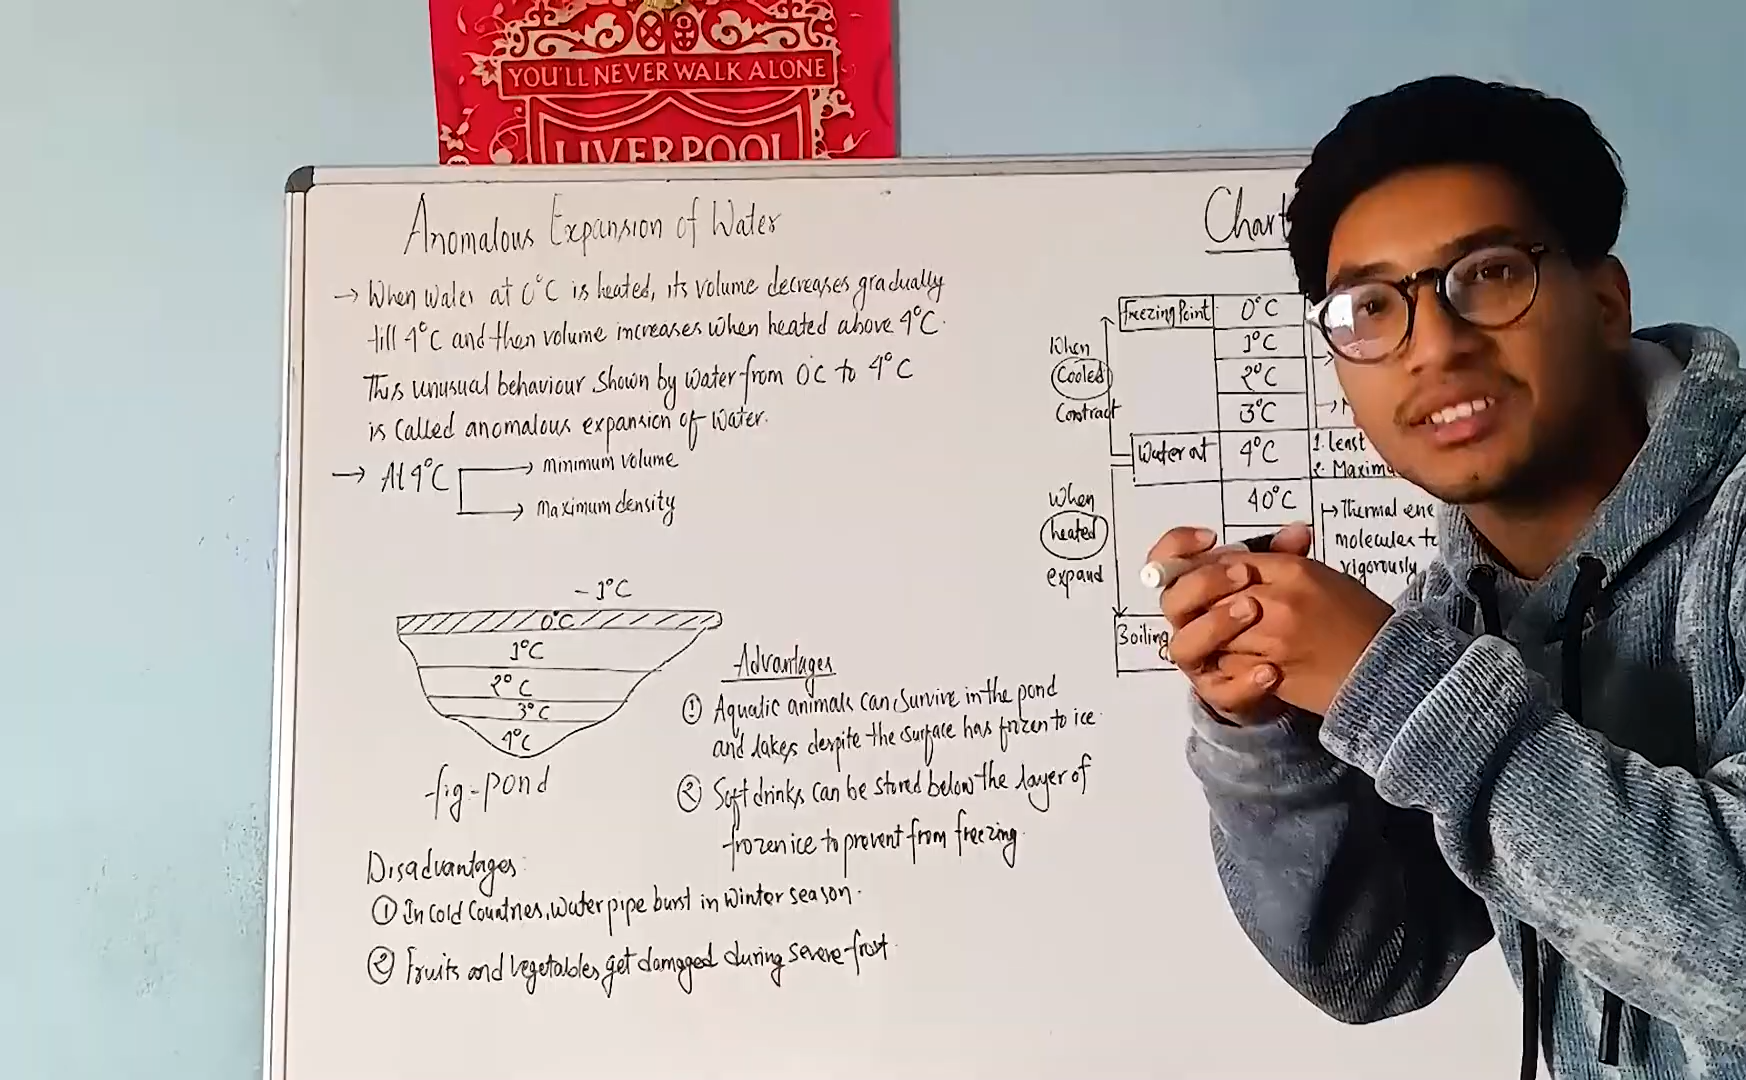 YOU'LL NEVER WALK ALONE
LIVERPOOL
Anomalous Expansion of Water
→ When water at 0°C is heated, its volume decreases gradually
till 4°C and then volume increases when heated above 4°C.
This unusual behaviour shown by water from 0C to 4°C
is called anomalous expansion of water.
→ At 4°C → minimum volume
→ maximum density
-1°C
0°C
1°C
2°C
3°C
4°C
fig-pond
Advantages
① Aquatic animals can survive in the pond
and lakes despite the surface has frozen to ice.
② Soft drinks can be stored below the layer of
frozen ice to prevent from freezing.
Disadvantages:
① In cold countries, water pipe burst in winter season.
② Fruits and vegetables get damaged during severe frost.
Chart
Freezing Point 0°C
1°C
2°C
3°C
When
Cooled
Contract
Water at 4°C 1. Least
2. Maxim
When
heated
expand
40°C → Thermal ene
molecules to
vigorously
Boiling